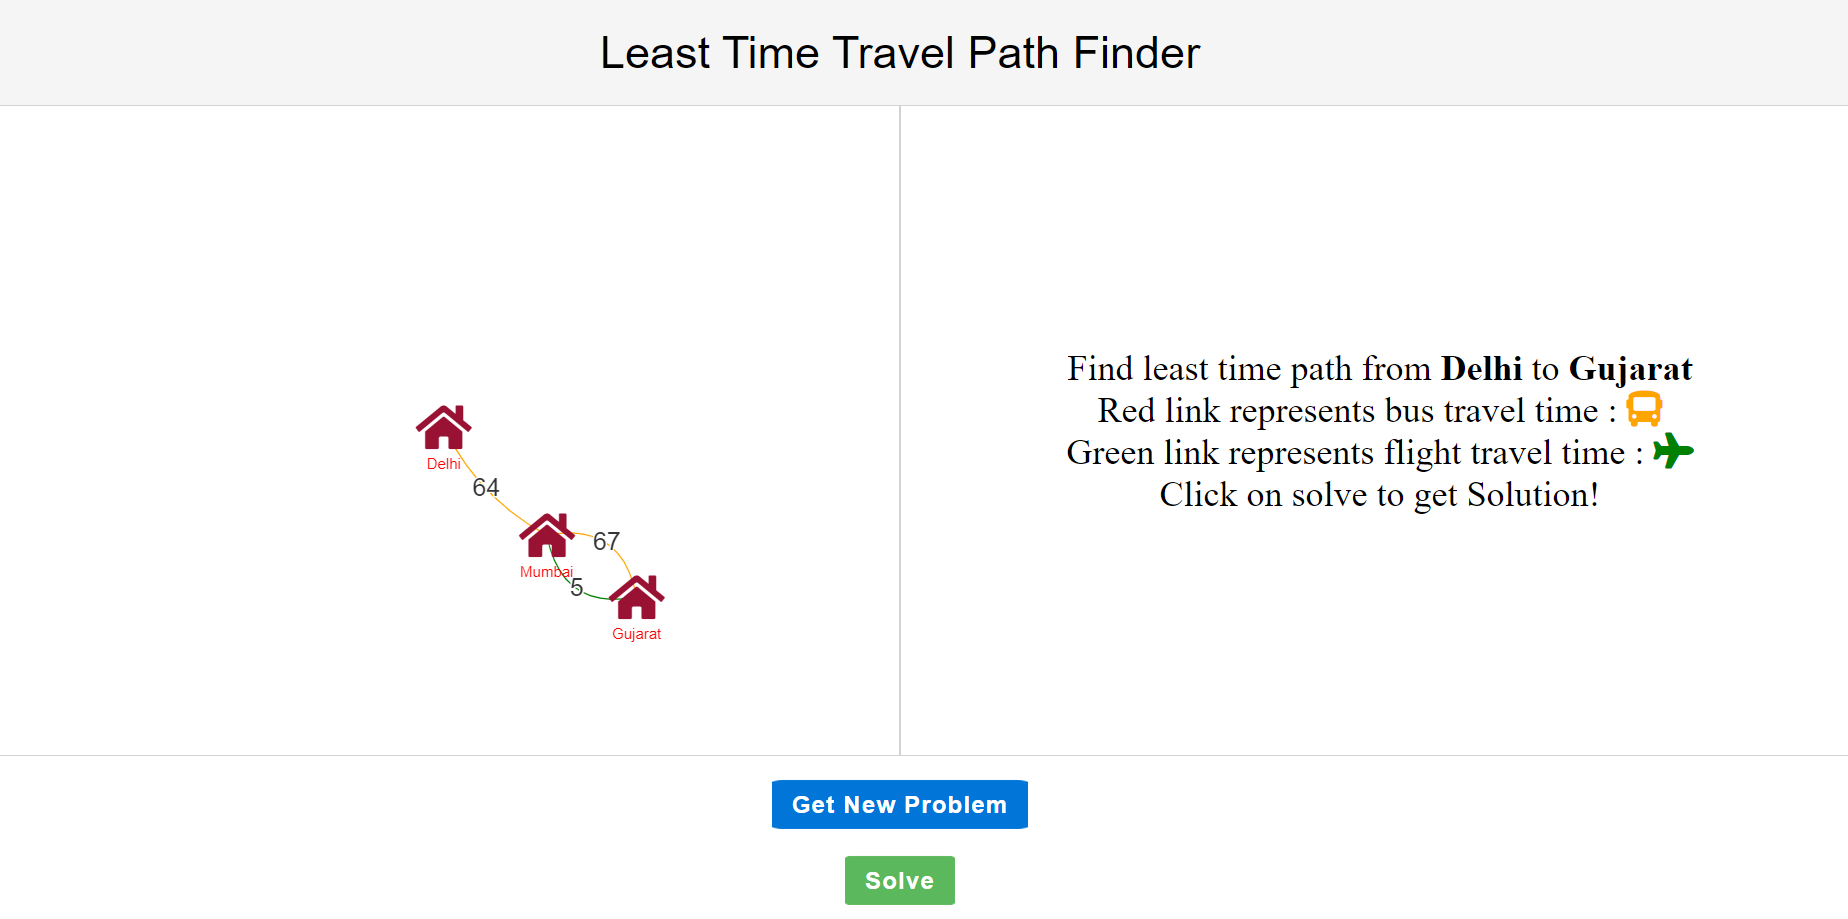 Least Time Travel Path Finder
Delhi
64
67
Mumbai
5
Gujarat
Find least time path from Delhi to Gujarat
Red link represents bus travel time :
Green link represents flight travel time :
Click on solve to get Solution!
Get New Problem
Solve